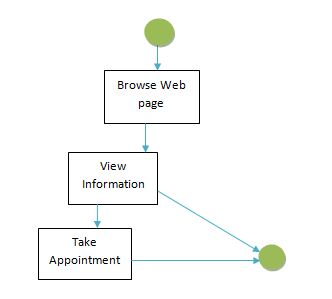 Browse Web
page
View
Information
Take
Appointment